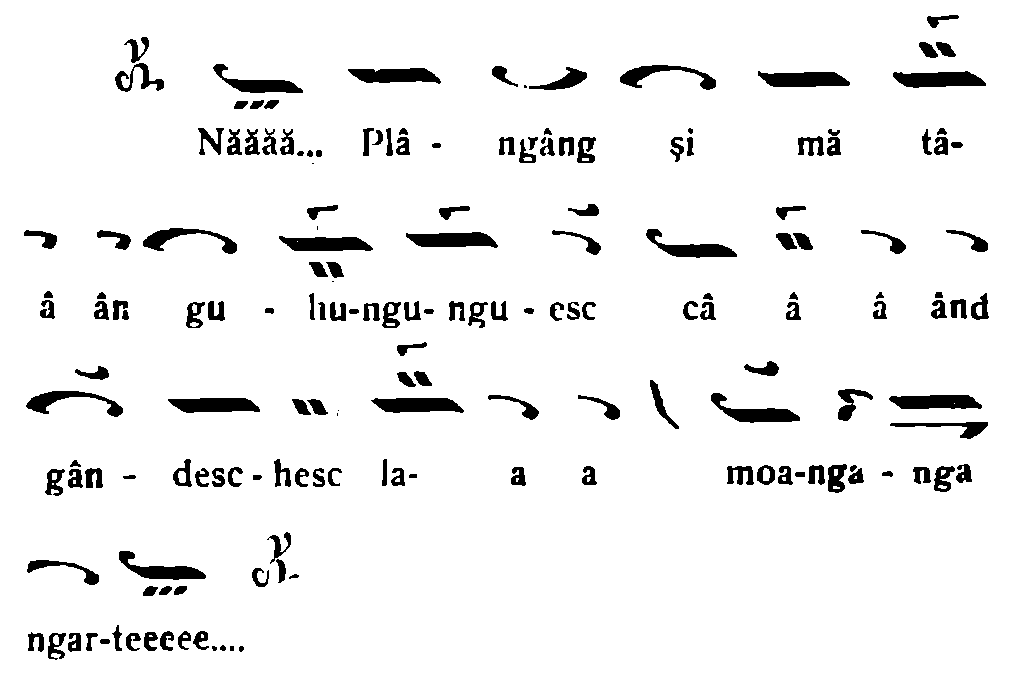 Năăăă... Plâ - ngâng şi mă tâ-
â ân gu - hu-ngu- ngu - esc câ â â ând
gân - desc - hesc la- a a moa-nga - nga
ngar-teeeee....